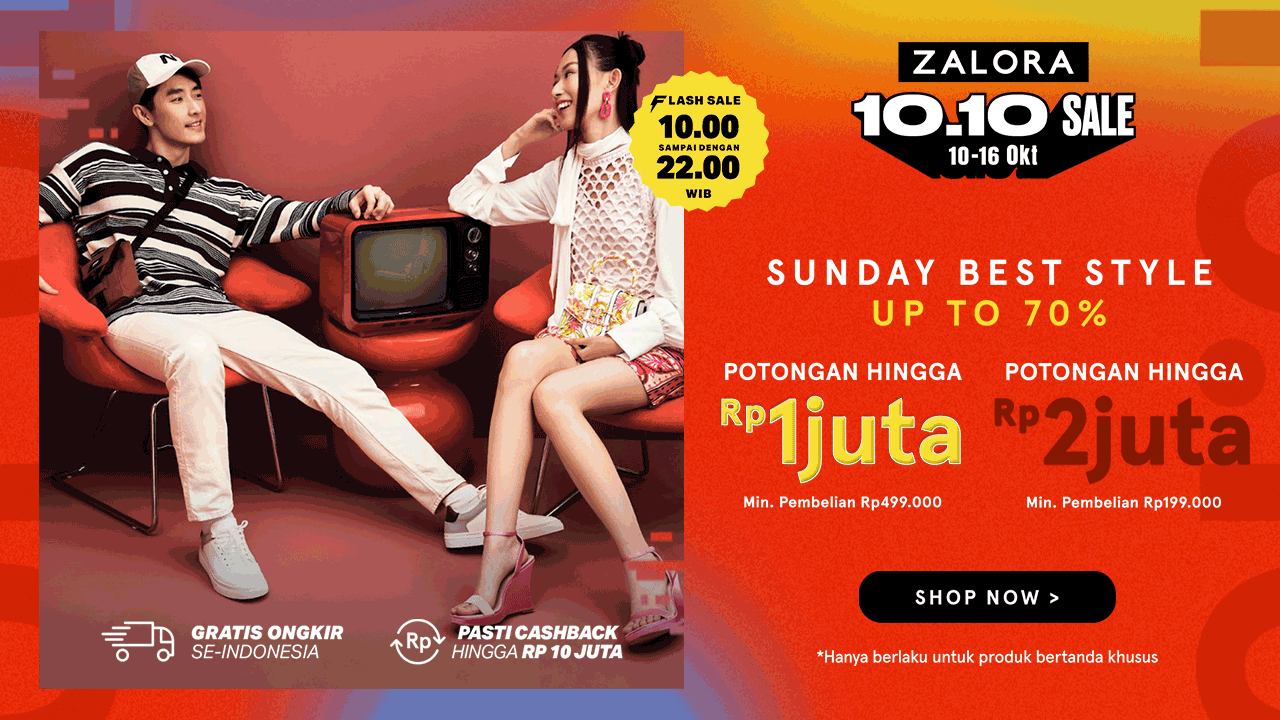 ZALORA
10.10 SALE
10-16 Okt
FLASH SALE
10.00
SAMPAI DENGAN
22.00
WIB
SUNDAY BEST STYLE
UP TO 70%
POTONGAN HINGGA
Rp1juta
Min. Pembelian Rp499.000
POTONGAN HINGGA
Rp2juta
Min. Pembelian Rp199.000
SHOP NOW >
*Hanya berlaku untuk produk bertanda khusus
GRATIS ONGKIR
SE-INDONESIA
Rp
PASTI CASHBACK
HINGGA RP 10 JUTA
N